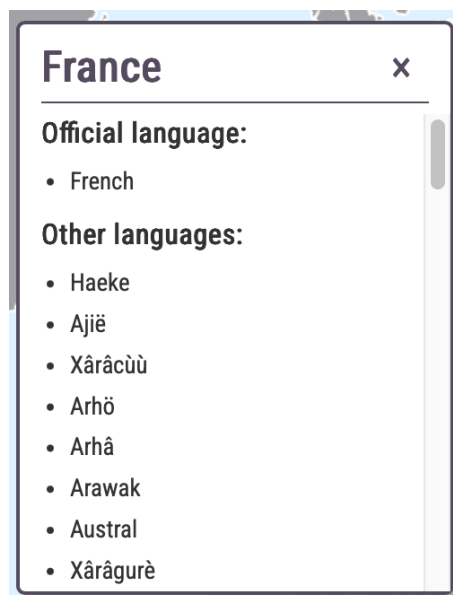 France ×
Official language:
• French
Other languages:
• Haeke
• Ajië
• Xârâcùù
• Arhö
• Arhâ
• Arawak
• Austral
• Xârâgurè